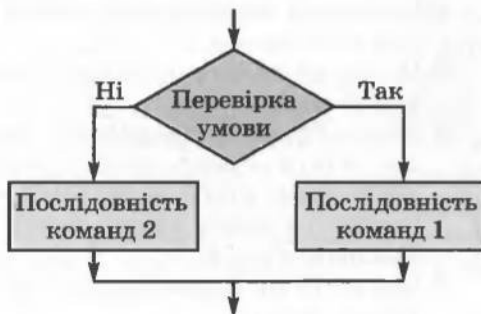 Ні
Перевірка
умови
Так
Послідовність
команд 2
Послідовність
команд 1